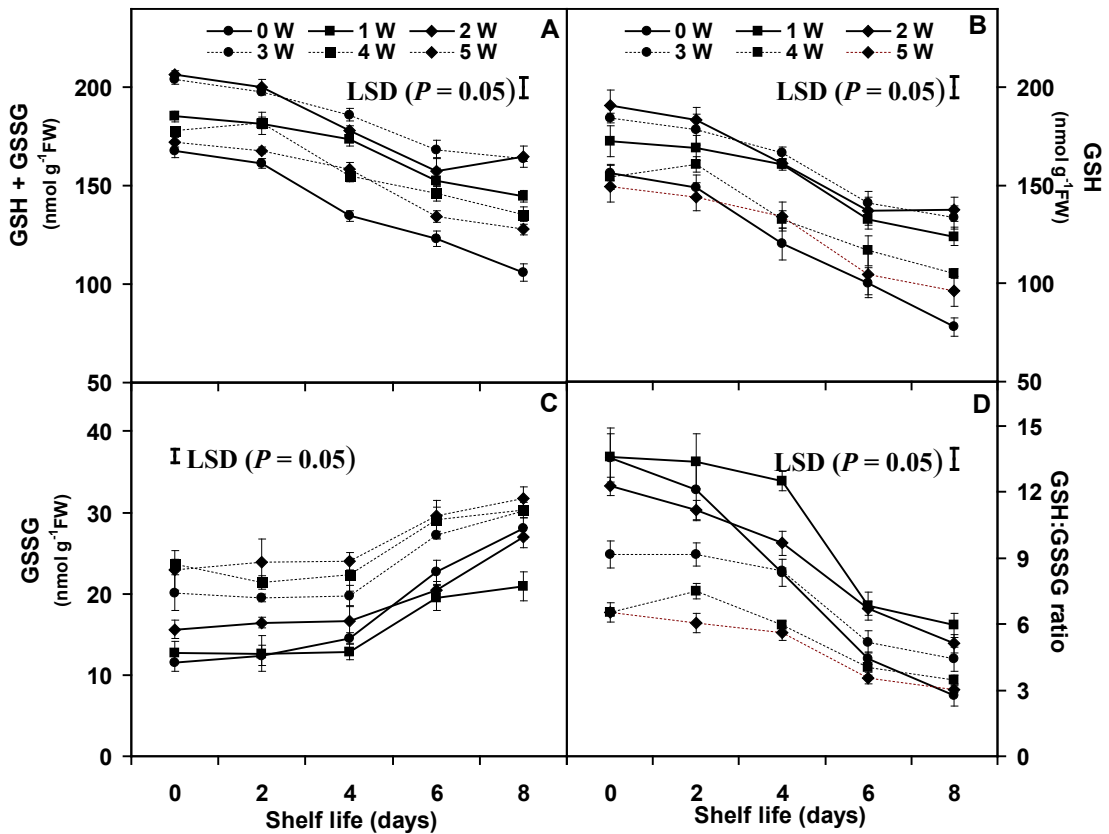 0 W 1 W 2 W A
3 W 4 W 5 W
LSD (P = 0.05)
200
150
100
50
GSH + GSSG
(nmol g-1FW)
0 W 1 W 2 W B
3 W 4 W 5 W
LSD (P = 0.05)
200
150
100
50
GSH
(nmol g-1FW)
C
LSD (P = 0.05)
40
30
20
10
0
GSSG
(nmol g-1FW)
0 2 4 6 8
Shelf life (days)
D
LSD (P = 0.05)
15
12
9
6
3
0
GSH:GSSG ratio
0 2 4 6 8
Shelf life (days)